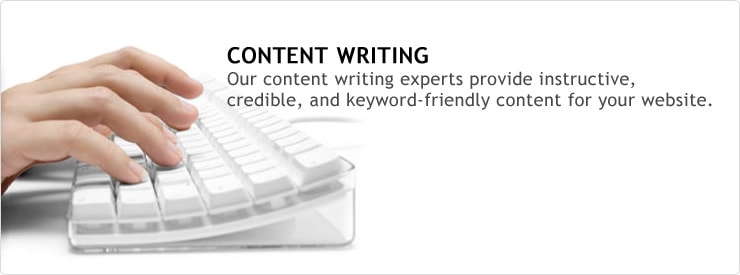 CONTENT WRITING
Our content writing experts provide instructive,
credible, and keyword-friendly content for your website.